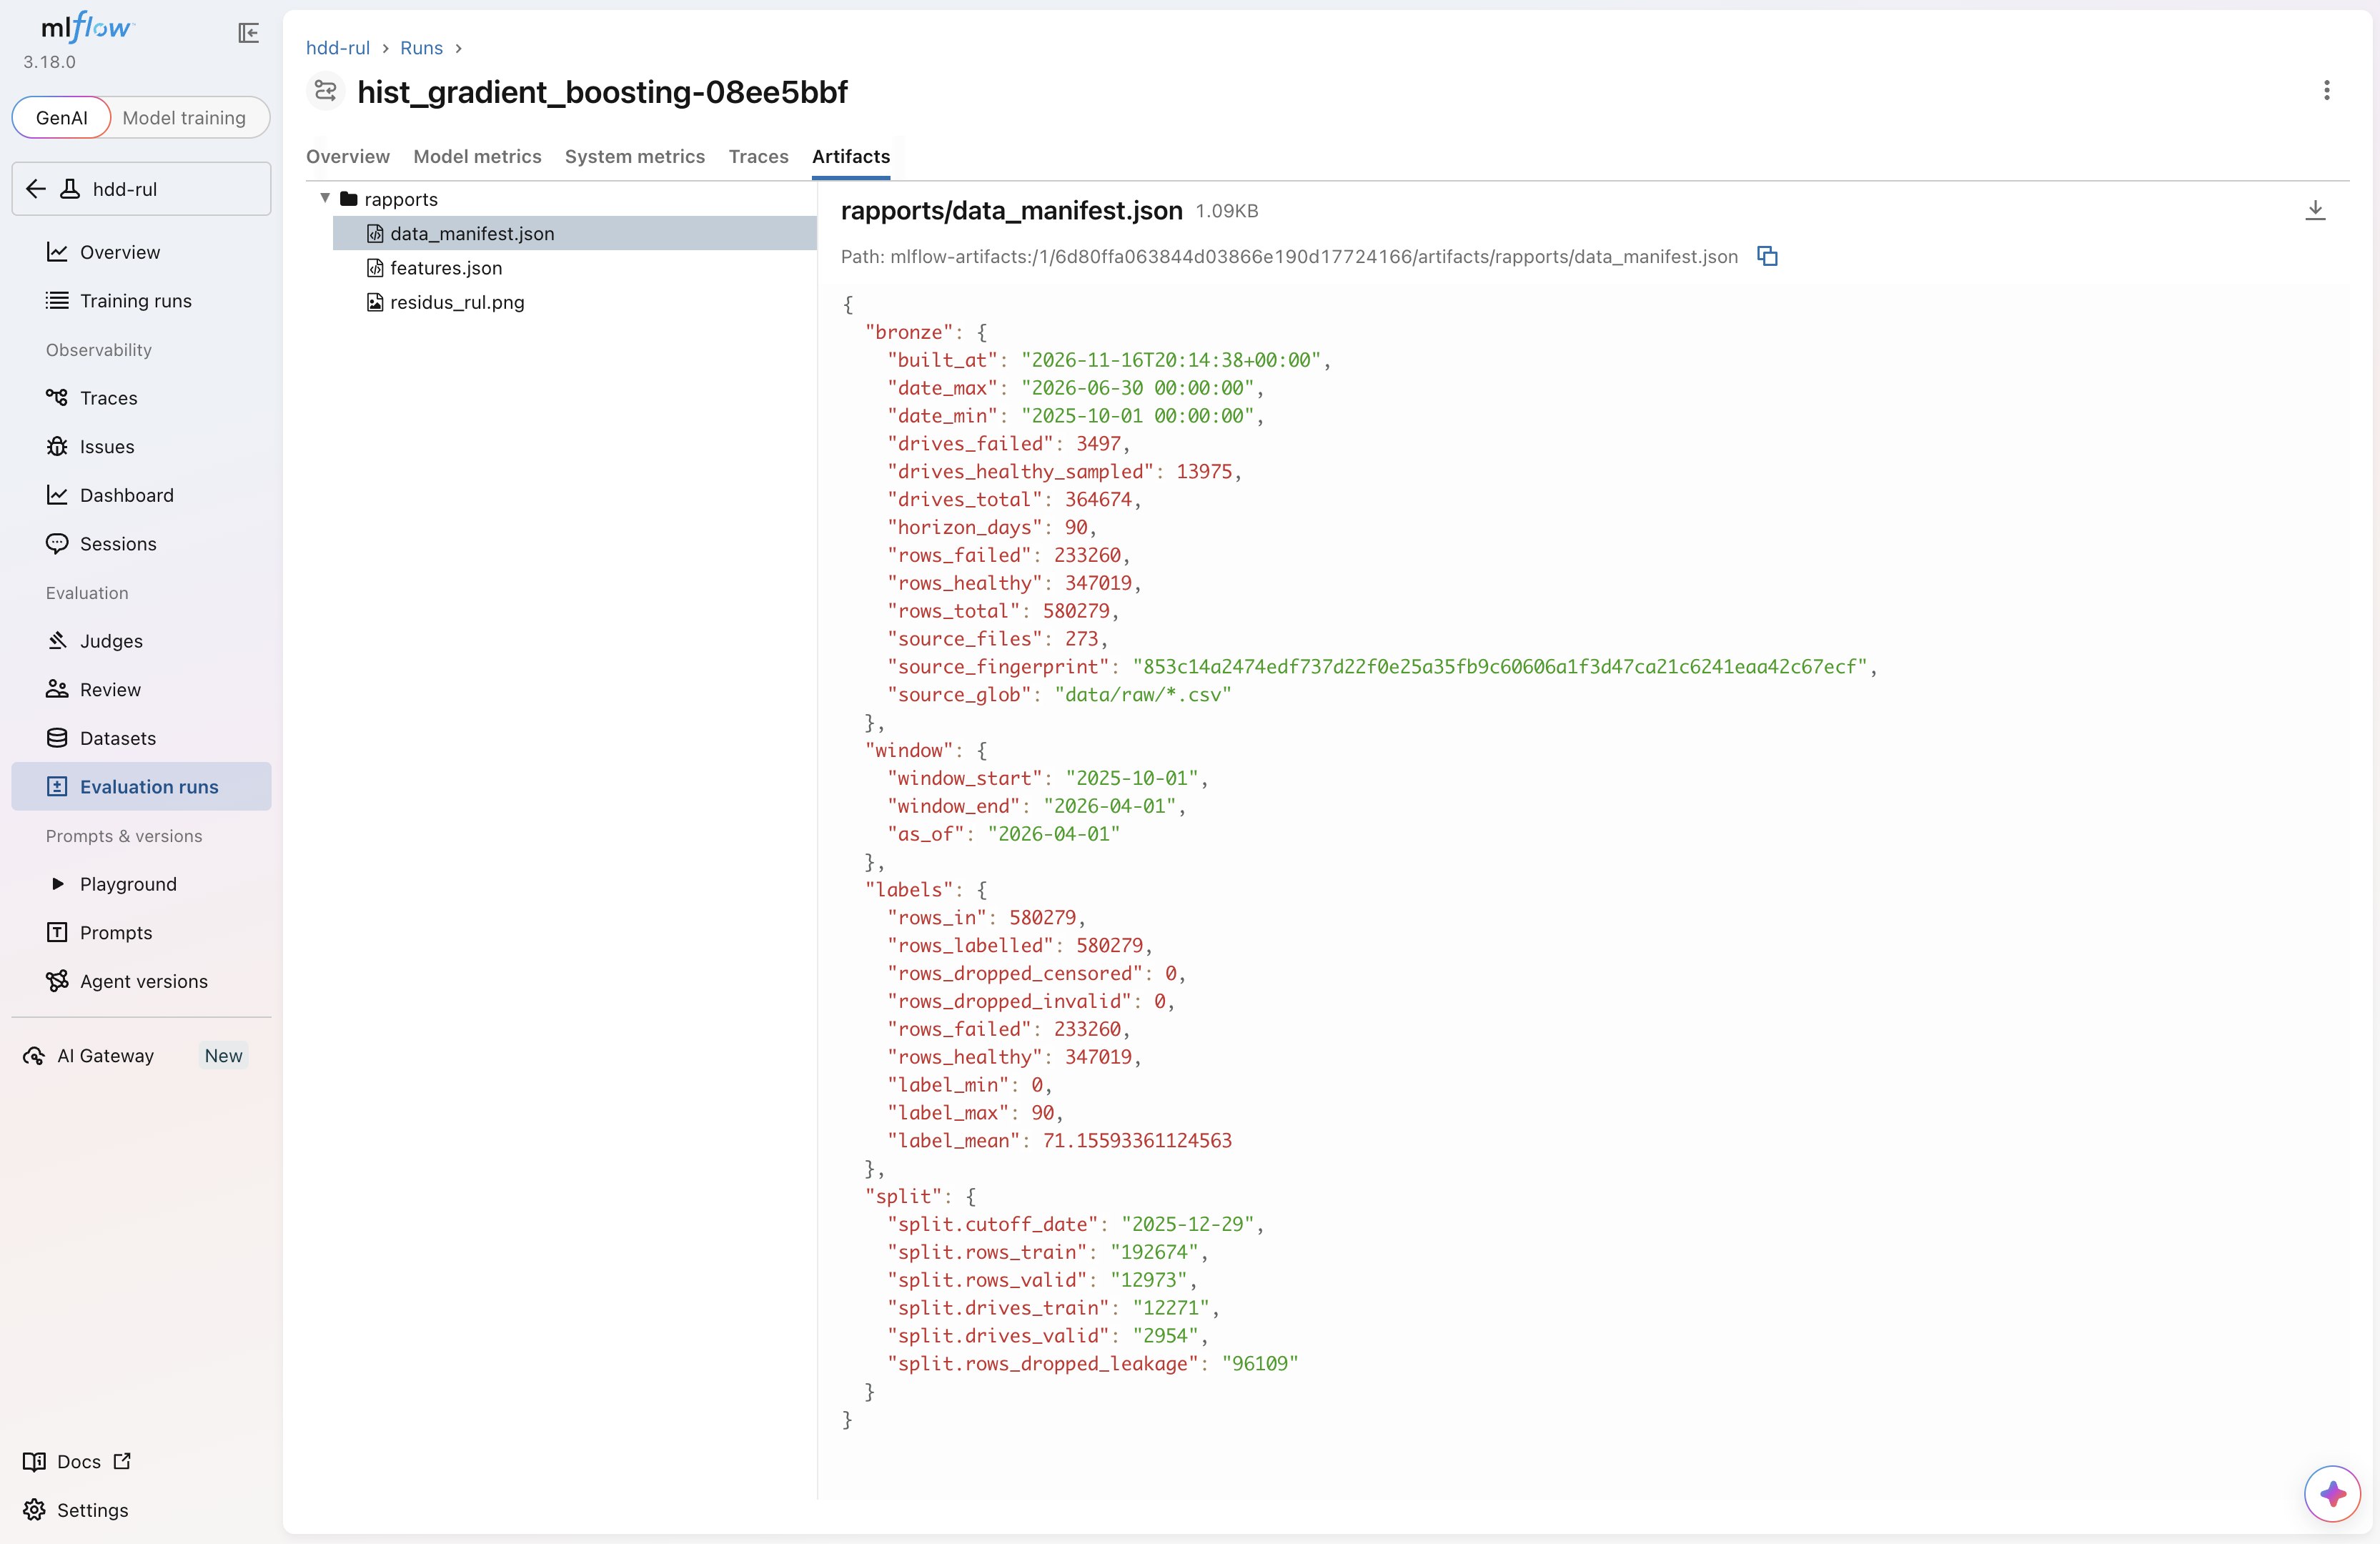 mlflow
3.18.0
GenAI
Model training
hdd-rul
Overview
Training runs
Observability
Traces
Issues
Dashboard
Sessions
Evaluation
Judges
Review
Datasets
Evaluation runs
Prompts & versions
Playground
Prompts
Agent versions
AI Gateway New
Docs
Settings
hdd-rul > Runs >
hist_gradient_boosting-08ee5bbf
Overview Model metrics System metrics Traces Artifacts
rapports
data_manifest.json
features.json
residus_rul.png
rapports/data_manifest.json 1.09KB
Path: mlflow-artifacts:/1/6d80ffa063844d03866e190d17724166/artifacts/rapports/data_manifest.json
{
"bronze": {
"built_at": "2026-11-16T20:14:38+00:00",
"date_max": "2026-06-30 00:00:00",
"date_min": "2025-10-01 00:00:00",
"drives_failed": 3497,
"drives_healthy_sampled": 13975,
"drives_total": 364674,
"horizon_days": 90,
"rows_failed": 233260,
"rows_healthy": 347019,
"rows_total": 580279,
"source_files": 273,
"source_fingerprint": "853c14a2474edf737d22f0e25a35fb9c60606a1f3d47ca21c6241eaa42c67ecf",
"source_glob": "data/raw/*.csv"
},
"window": {
"window_start": "2025-10-01",
"window_end": "2026-04-01",
"as_of": "2026-04-01"
},
"labels": {
"rows_in": 580279,
"rows_labelled": 580279,
"rows_dropped_censored": 0,
"rows_dropped_invalid": 0,
"rows_failed": 233260,
"rows_healthy": 347019,
"label_min": 0,
"label_max": 90,
"label_mean": 71.15593361124563
},
"split": {
"split.cutoff_date": "2025-12-29",
"split.rows_train": "192674",
"split.rows_valid": "12973",
"split.drives_train": "12271",
"split.drives_valid": "2954",
"split.rows_dropped_leakage": "96109"
}
}